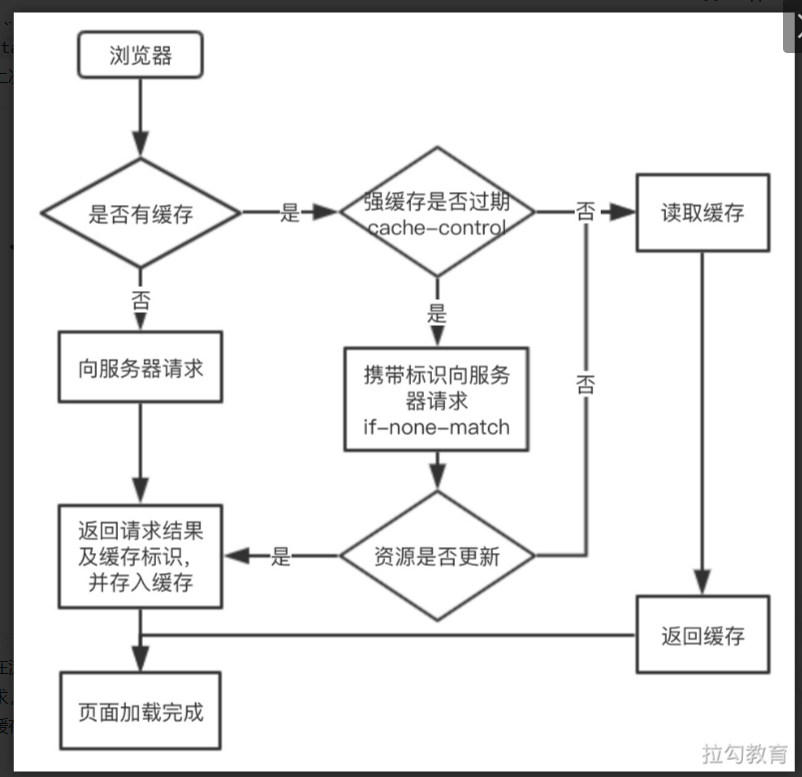 浏览器
是否有缓存
是
强缓存是否过期
cache-control
否
读取缓存
否
是
向服务器请求
携带标识向服务
器请求
if-none-match
否
返回请求结果
及缓存标识，
并存入缓存
是
资源是否更新
返回缓存
页面加载完成
拉勾教育